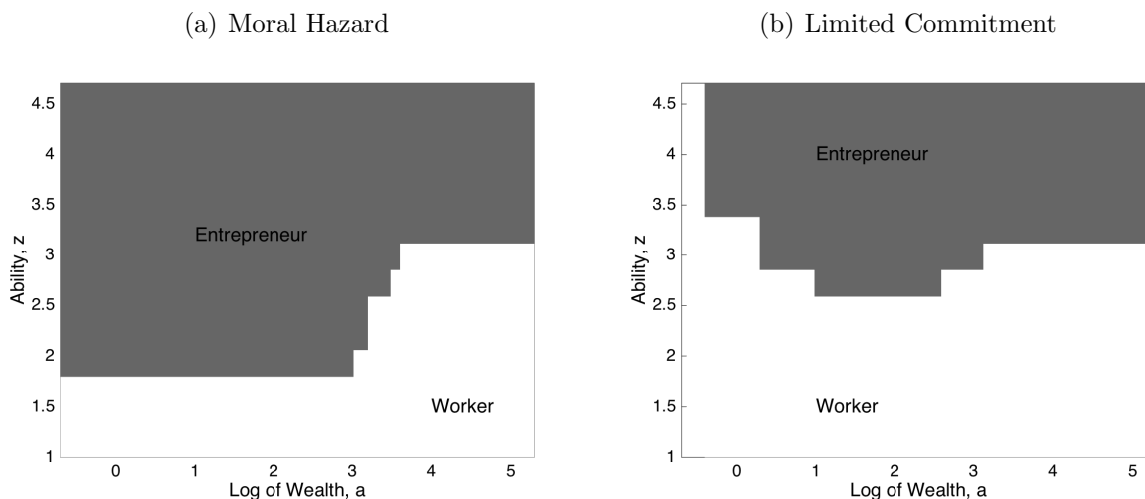 (a) Moral Hazard
4.5
4
3.5
3
2.5
2
1.5
1
Ability, z
Entrepreneur
Worker
0 1 2 3 4 5
Log of Wealth, a
(b) Limited Commitment
4.5
4
3.5
3
2.5
2
1.5
1
Ability, z
Entrepreneur
Worker
0 1 2 3 4 5
Log of Wealth, a